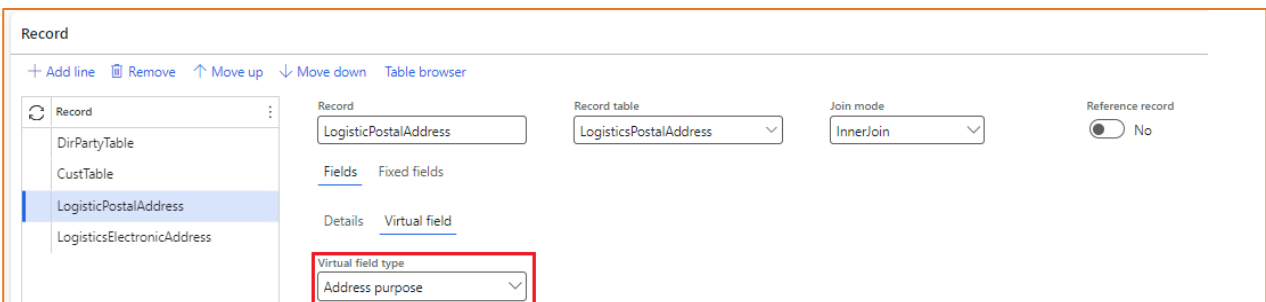 Record
+ Add line Remove ↑ Move up ↓ Move down Table browser
Record
DirPartyTable
CustTable
LogisticPostalAddress
LogisticsElectronicAddress
Record Record table Join mode Reference record
LogisticPostalAddress LogisticsPostalAddress InnerJoin No
Fields Fixed fields
Details Virtual field
Virtual field type
Address purpose